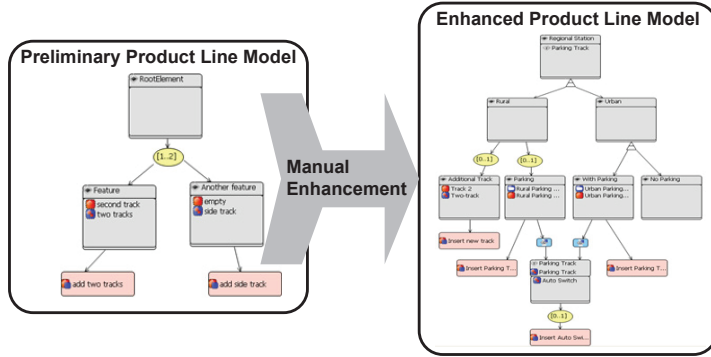 Preliminary Product Line Model
RootElement
[1..2]
Feature
second track
two tracks
Another feature
empty
side track
add two tracks
add side track
Manual
Enhancement
Enhanced Product Line Model
Regional Station
Parking Track
Rural
Urban
[0..1]
[0..1]
Additional Track
Track 2
Two-track
Parking
Rural Parking ...
Rural Parking...
With Parking
Urban Parking...
Urban Parking...
No Parking
Insert new track
Insert Parking T...
Insert Parking T...
Parking Track
Parking Track
Auto Switch
[0..1]
Insert Auto Swi...